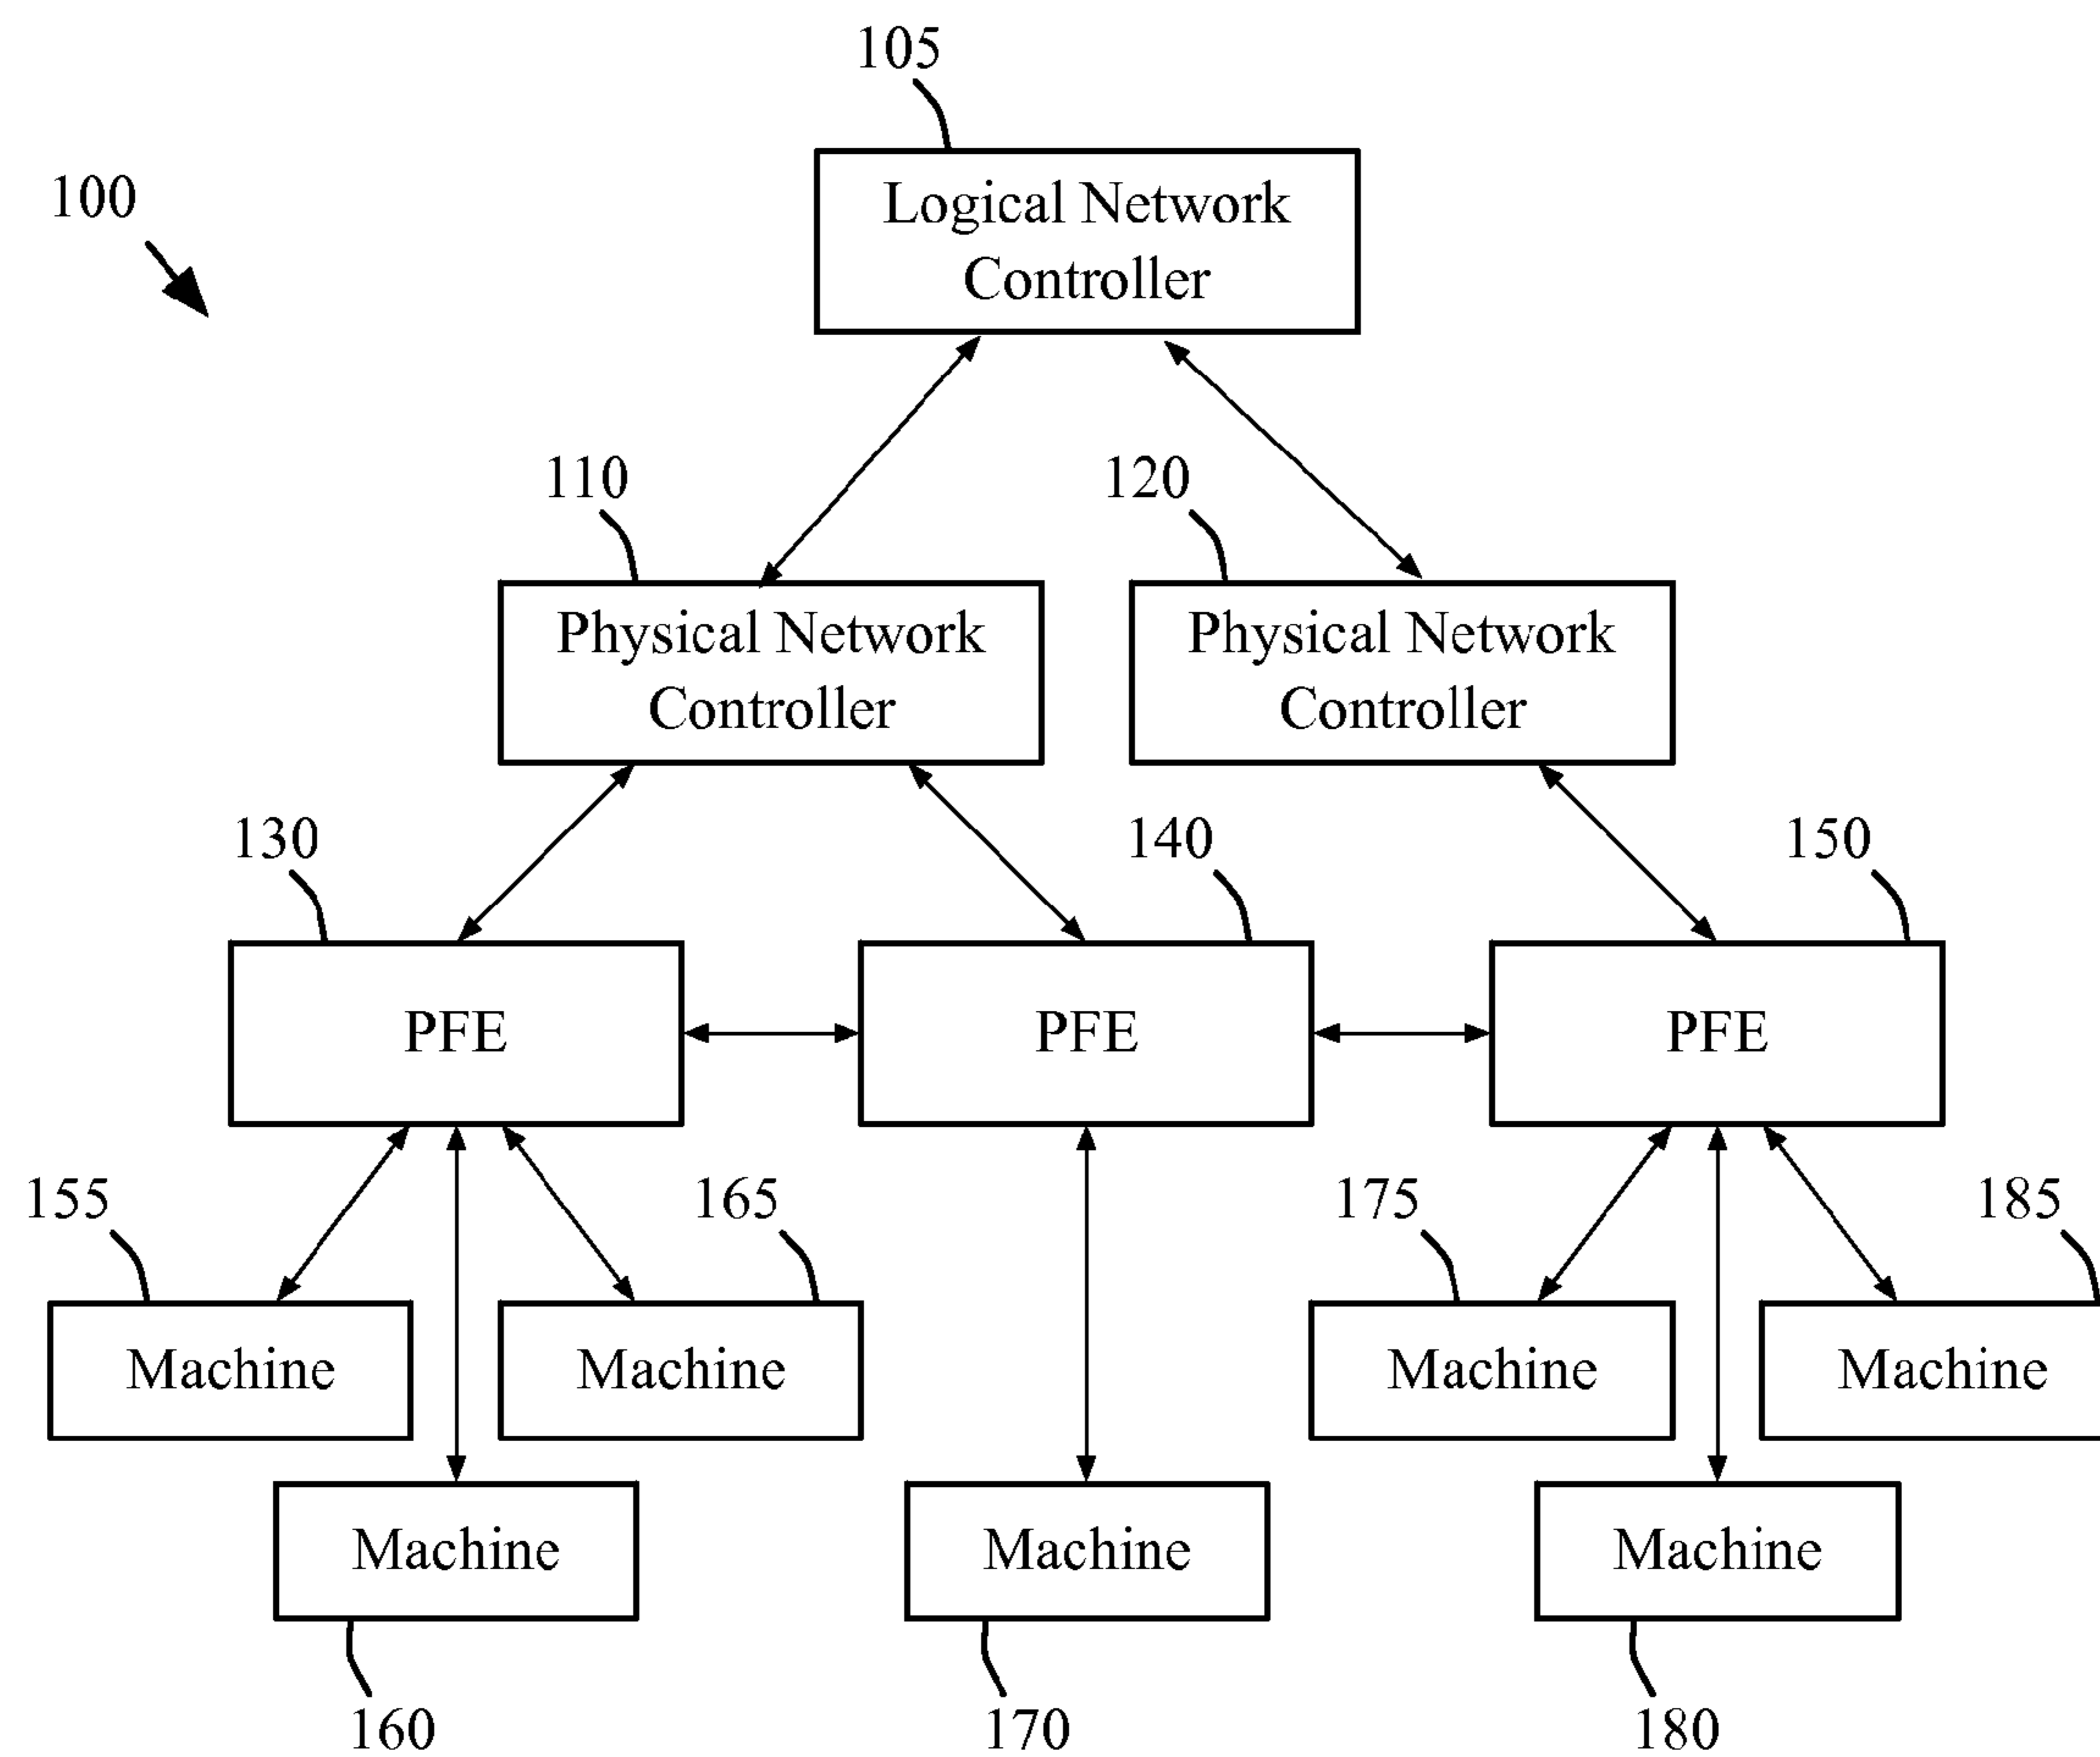 105
100
Logical Network
Controller
110
120
Physical Network
Controller
Physical Network
Controller
130
140
150
PFE
PFE
PFE
155
165
175
185
Machine
Machine
Machine
Machine
Machine
Machine
Machine
160
170
180